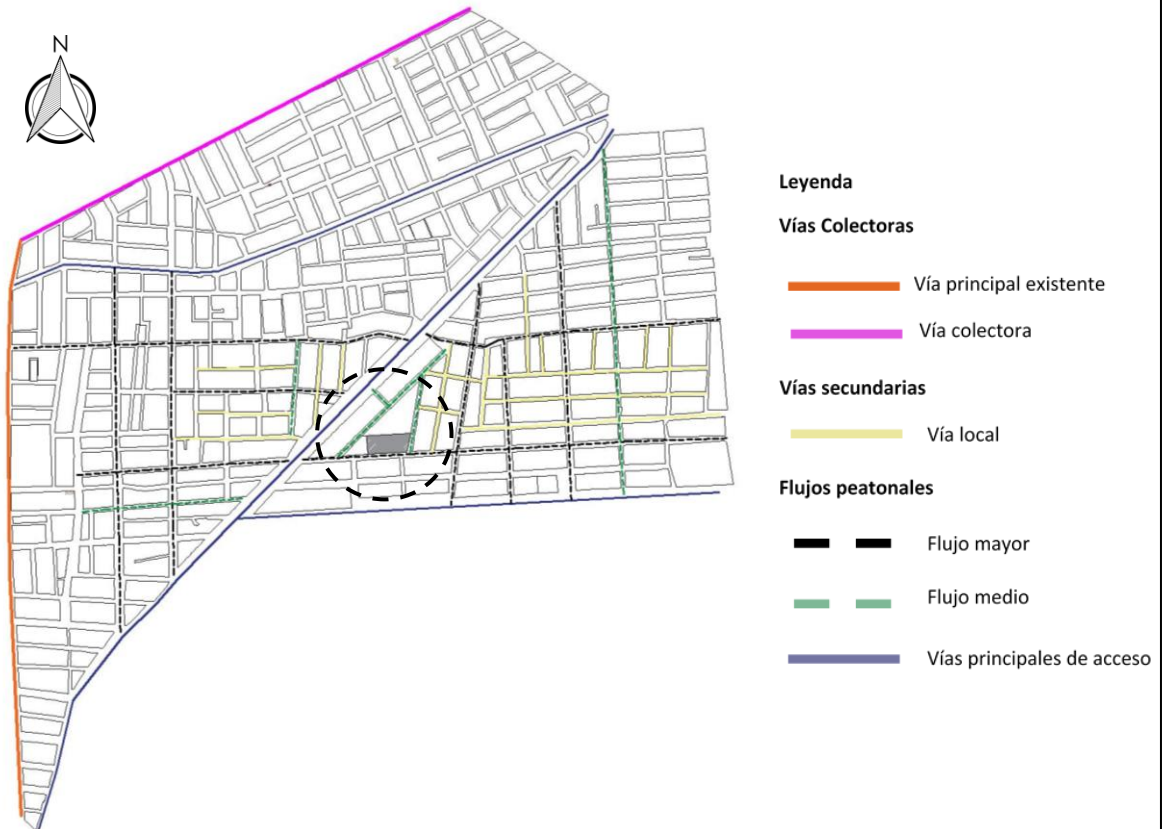 N
Leyenda
Vías Colectoras
Vía principal existente
Vía colectora
Vías secundarias
Vía local
Flujos peatonales
Flujo mayor
Flujo medio
Vías principales de acceso